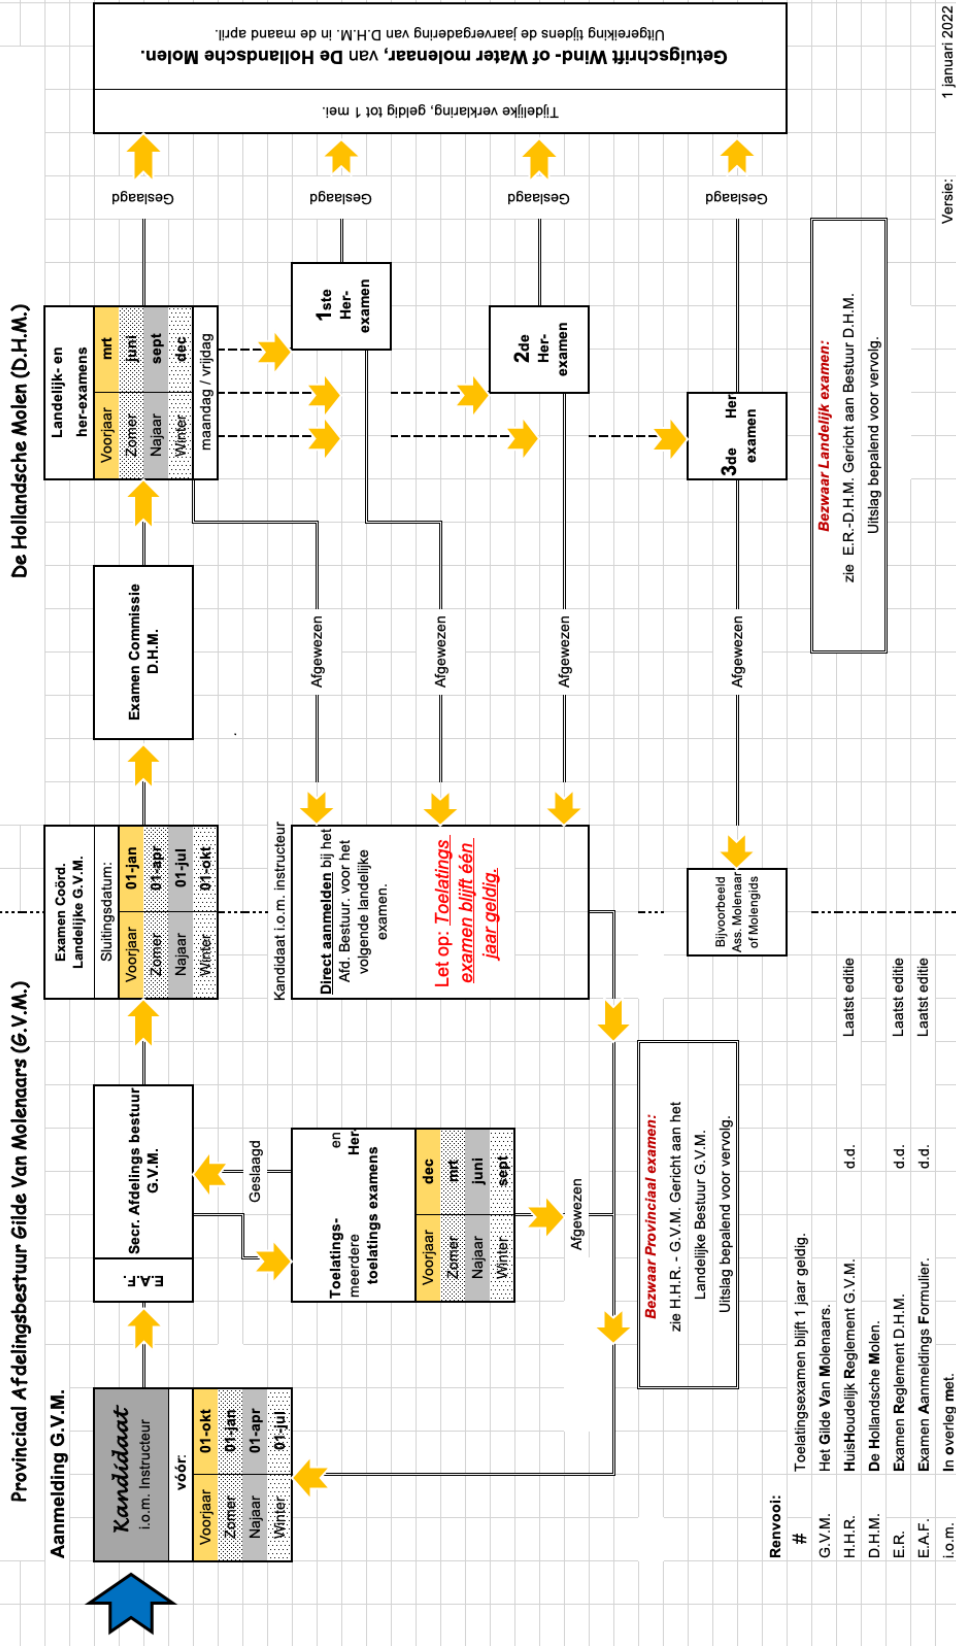 Provinciaal Afdelingsbestuur Gilde Van Molenaars (G.V.M.)
De Hollandsche Molen (D.H.M.)
Aanmelding G.V.M.
Kandidaat
i.o.m. Instructeur
vóór:
Voorjaar 01-okt
Zomer 01-jan
Najaar 01-apr
Winter 01-jul
E.A.F.
Secr. Afdelings bestuur
G.V.M.
Examen Coörd.
Landelijke G.V.M.
Sluitingsdatum:
Voorjaar 01-jan
Zomer 01-apr
Najaar 01-jul
Winter 01-okt
Examen Commissie
D.H.M.
Landelijk- en
her-examens
Voorjaar mrt
Zomer juni
Najaar sept
Winter dec
maandag / vrijdag
Geslaagd
Geslaagd
Geslaagd
Geslaagd
Tijdelijke verklaring, geldig tot 1 mei.
Getuigschrift Wind- of Water molenaar, van De Hollandsche Molen.
Uitgereiking tijdens de jaarvergadering van D.H.M. in de maand april.
Geslaagd
Toelatings- en
meerdere Her
toelatings examens
Voorjaar dec
Zomer mrt
Najaar juni
Winter sept
Afgewezen
Kandidaat i.o.m. instructeur
Direct aanmelden bij het
Afd. Bestuur. voor het
volgende landelijke
examen.
Let op: Toelatings
examen blijft één
jaar geldig.
Afgewezen
Afgewezen
Afgewezen
Afgewezen
1ste
Her-
examen
2de
Her-
examen
3de Her
examen
Bijvoorbeeld
Ass. Molenaar
of Molengids
Bezwaar Provinciaal examen:
zie H.H.R. - G.V.M. Gericht aan het
Landelijke Bestuur G.V.M.
Uitslag bepalend voor vervolg.
Bezwaar Landelijk examen:
zie E.R.-D.H.M. Gericht aan Bestuur D.H.M.
Uitslag bepalend voor vervolg.
Renvooi:
# Toelatingsexamen blijft 1 jaar geldig.
G.V.M. Het Gilde Van Molenaars.
H.H.R. HuisHoudelijk Reglement G.V.M. d.d. Laatst editie
D.H.M. De Hollandsche Molen.
E.R. Examen Reglement D.H.M. d.d. Laatst editie
E.A.F. Examen Aanmeldings Formulier. d.d. Laatst editie
i.o.m. In overleg met.
Versie: 1 januari 2022